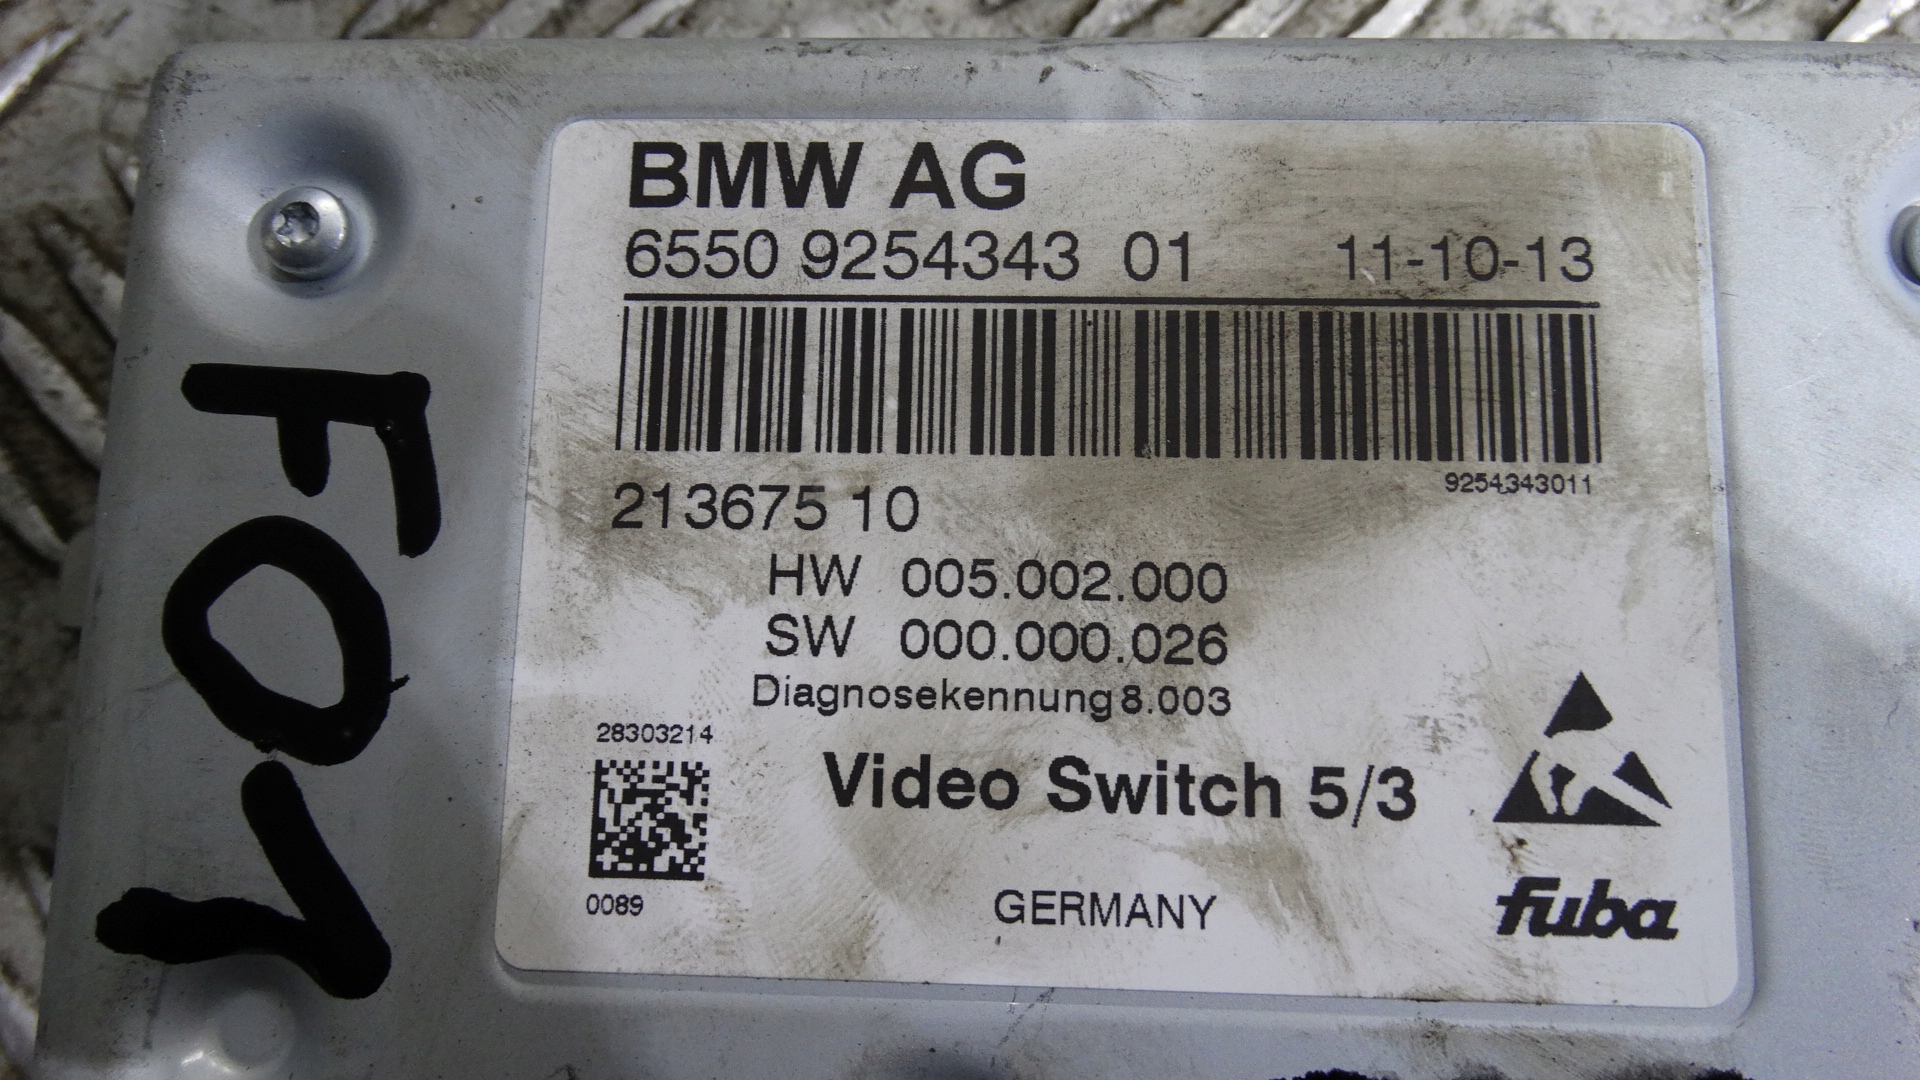 BMW AG
6550 9254343 01 11-10-13
9254343011
213675 10
HW 005.002.000
SW 000.000.026
Diagnosekennung 8.003
28303214
Video Switch 5/3
0089
GERMANY
fuba
F01